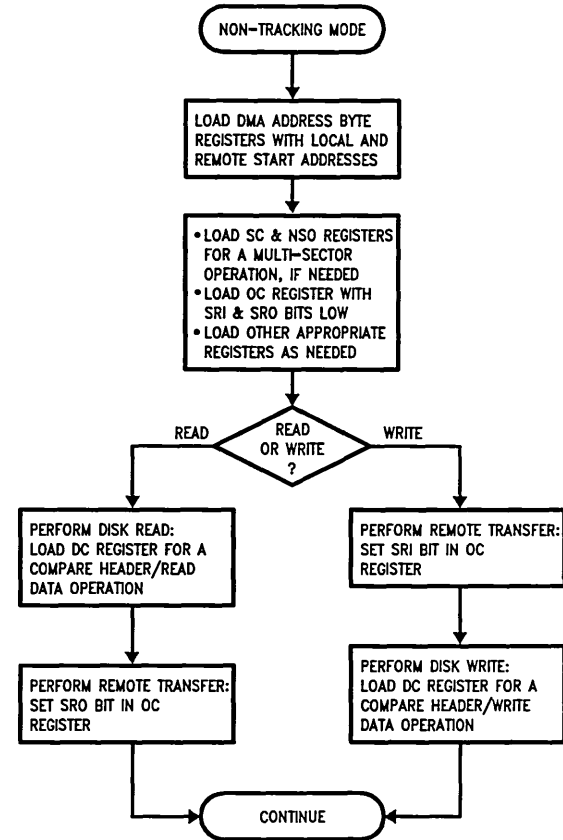 NON-TRACKING MODE
LOAD DMA ADDRESS BYTE
REGISTERS WITH LOCAL AND
REMOTE START ADDRESSES
•LOAD SC & NSO REGISTERS
FOR A MULTI-SECTOR
OPERATION, IF NEEDED
•LOAD OC REGISTER WITH
SRI & SRO BITS LOW
•LOAD OTHER APPROPRIATE
REGISTERS AS NEEDED
READ
OR WRITE
?
READ
WRITE
PERFORM DISK READ:
LOAD DC REGISTER FOR A
COMPARE HEADER/READ
DATA OPERATION
PERFORM REMOTE TRANSFER:
SET SRO BIT IN OC
REGISTER
PERFORM REMOTE TRANSFER:
SET SRI BIT IN OC
REGISTER
PERFORM DISK WRITE:
LOAD DC REGISTER FOR A
COMPARE HEADER/WRITE
DATA OPERATION
CONTINUE